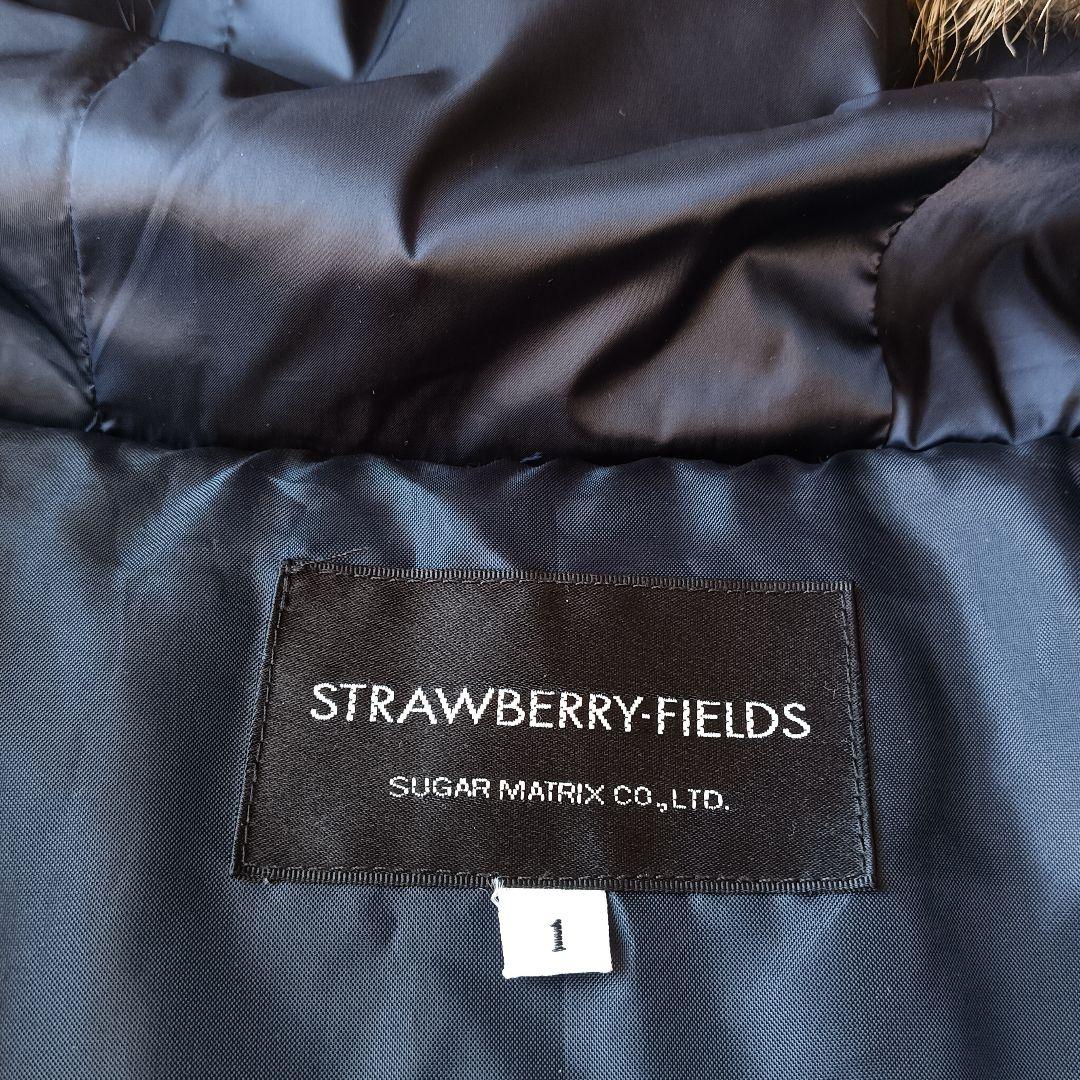 STRAWBERRY-FIELDS
SUGAR MATRIX CO.,LTD.
1